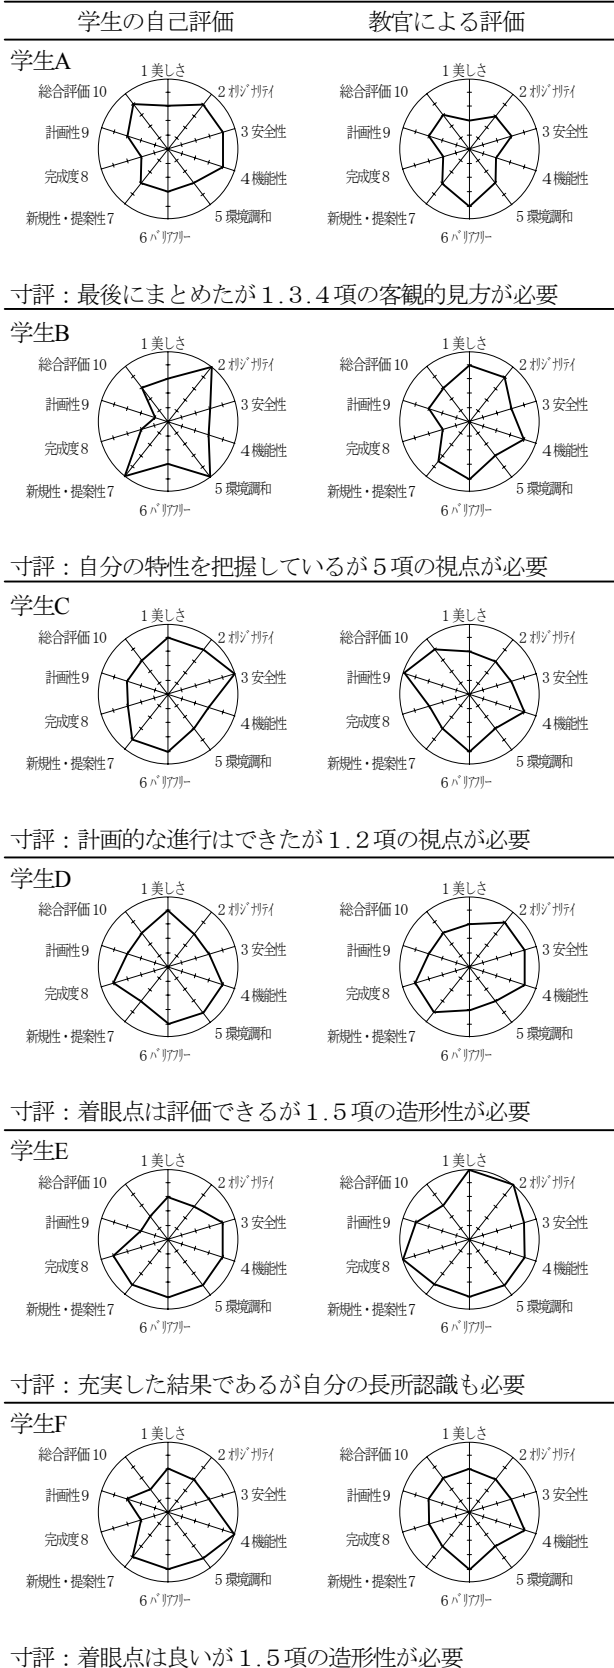 学生の自己評価 教官による評価
学生A
1 美しさ
2 ｵﾘｼﾞﾅﾘﾃｨ
3 安全性
4 機能性
5 環境調和
6 ﾊﾞﾘｱﾌﾘｰ
新規性・提案性7
完成度8
計画性9
総合評価10
1 美しさ
2 ｵﾘｼﾞﾅﾘﾃｨ
3 安全性
4 機能性
5 環境調和
6 ﾊﾞﾘｱﾌﾘｰ
新規性・提案性7
完成度8
計画性9
総合評価10
寸評：最後にまとめたが１.３.４項の客観的見方が必要
学生B
1 美しさ
2 ｵﾘｼﾞﾅﾘﾃｨ
3 安全性
4 機能性
5 環境調和
6 ﾊﾞﾘｱﾌﾘｰ
新規性・提案性7
完成度8
計画性9
総合評価10
1 美しさ
2 ｵﾘｼﾞﾅﾘﾃｨ
3 安全性
4 機能性
5 環境調和
6 ﾊﾞﾘｱﾌﾘｰ
新規性・提案性7
完成度8
計画性9
総合評価10
寸評：自分の特性を把握しているが５項の視点が必要
学生C
1 美しさ
2 ｵﾘｼﾞﾅﾘﾃｨ
3 安全性
4 機能性
5 環境調和
6 ﾊﾞﾘｱﾌﾘｰ
新規性・提案性7
完成度8
計画性9
総合評価10
1 美しさ
2 ｵﾘｼﾞﾅﾘﾃｨ
3 安全性
4 機能性
5 環境調和
6 ﾊﾞﾘｱﾌﾘｰ
新規性・提案性7
完成度8
計画性9
総合評価10
寸評：計画的な進行はできたが１.２項の視点が必要
学生D
1 美しさ
2 ｵﾘｼﾞﾅﾘﾃｨ
3 安全性
4 機能性
5 環境調和
6 ﾊﾞﾘｱﾌﾘｰ
新規性・提案性7
完成度8
計画性9
総合評価10
1 美しさ
2 ｵﾘｼﾞﾅﾘﾃｨ
3 安全性
4 機能性
5 環境調和
6 ﾊﾞﾘｱﾌﾘｰ
新規性・提案性7
完成度8
計画性9
総合評価10
寸評：着眼点は評価できるが１.５項の造形性が必要
学生E
1 美しさ
2 ｵﾘｼﾞﾅﾘﾃｨ
3 安全性
4 機能性
5 環境調和
6 ﾊﾞﾘｱﾌﾘｰ
新規性・提案性7
完成度8
計画性9
総合評価10
1 美しさ
2 ｵﾘｼﾞﾅﾘﾃｨ
3 安全性
4 機能性
5 環境調和
6 ﾊﾞﾘｱﾌﾘｰ
新規性・提案性7
完成度8
計画性9
総合評価10
寸評：充実した結果であるが自分の長所認識も必要
学生F
1 美しさ
2 ｵﾘｼﾞﾅﾘﾃｨ
3 安全性
4 機能性
5 環境調和
6 ﾊﾞﾘｱﾌﾘｰ
新規性・提案性7
完成度8
計画性9
総合評価10
1 美しさ
2 ｵﾘｼﾞﾅﾘﾃｨ
3 安全性
4 機能性
5 環境調和
6 ﾊﾞﾘｱﾌﾘｰ
新規性・提案性7
完成度8
計画性9
総合評価10
寸評：着眼点は良いが１.５項の造形性が必要